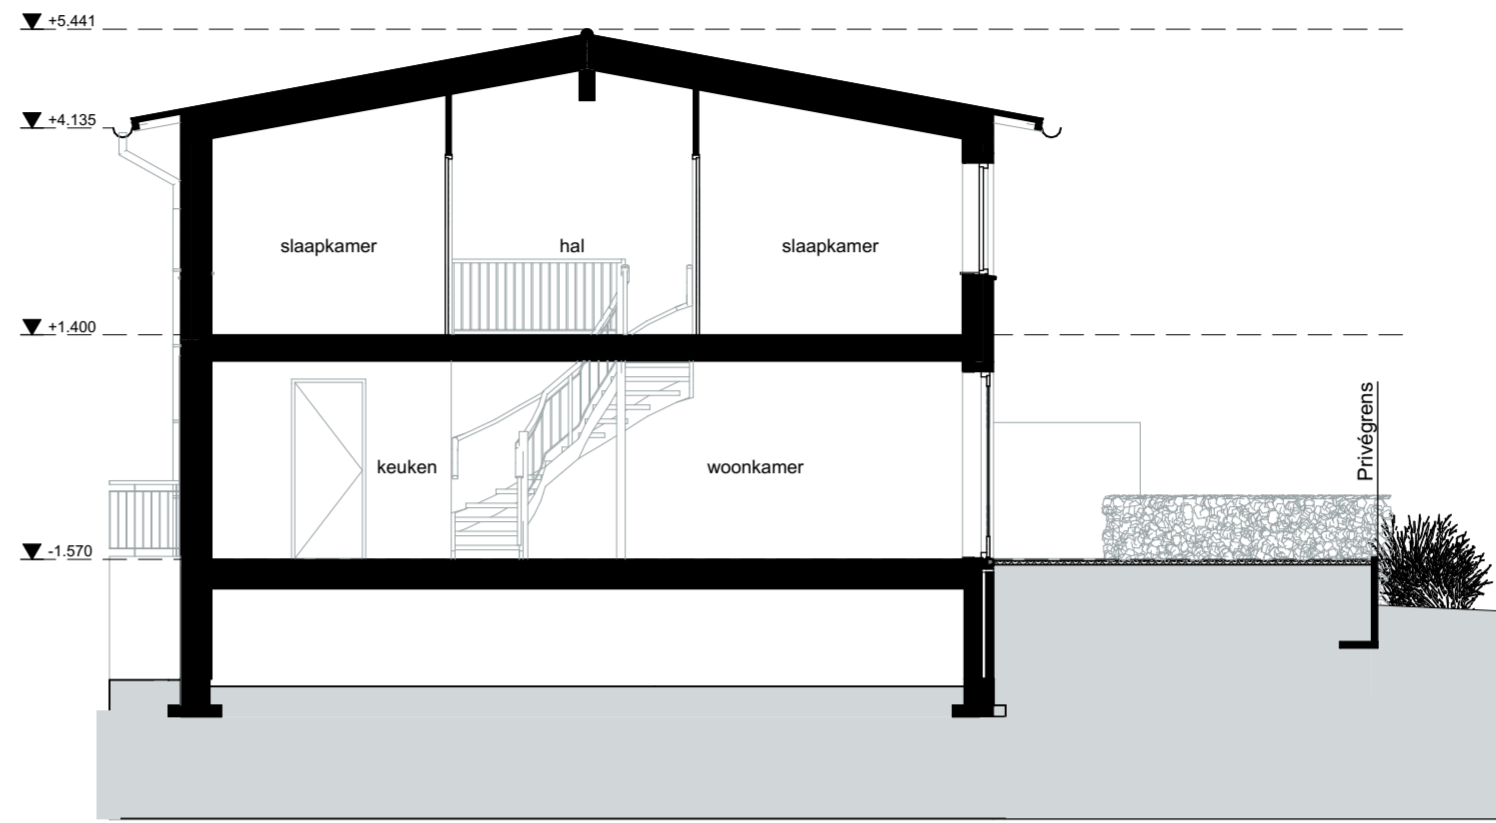 +5.441
+4.135
slaapkamer
hal
slaapkamer
+1.400
keuken
woonkamer
Privégrens
-1.570